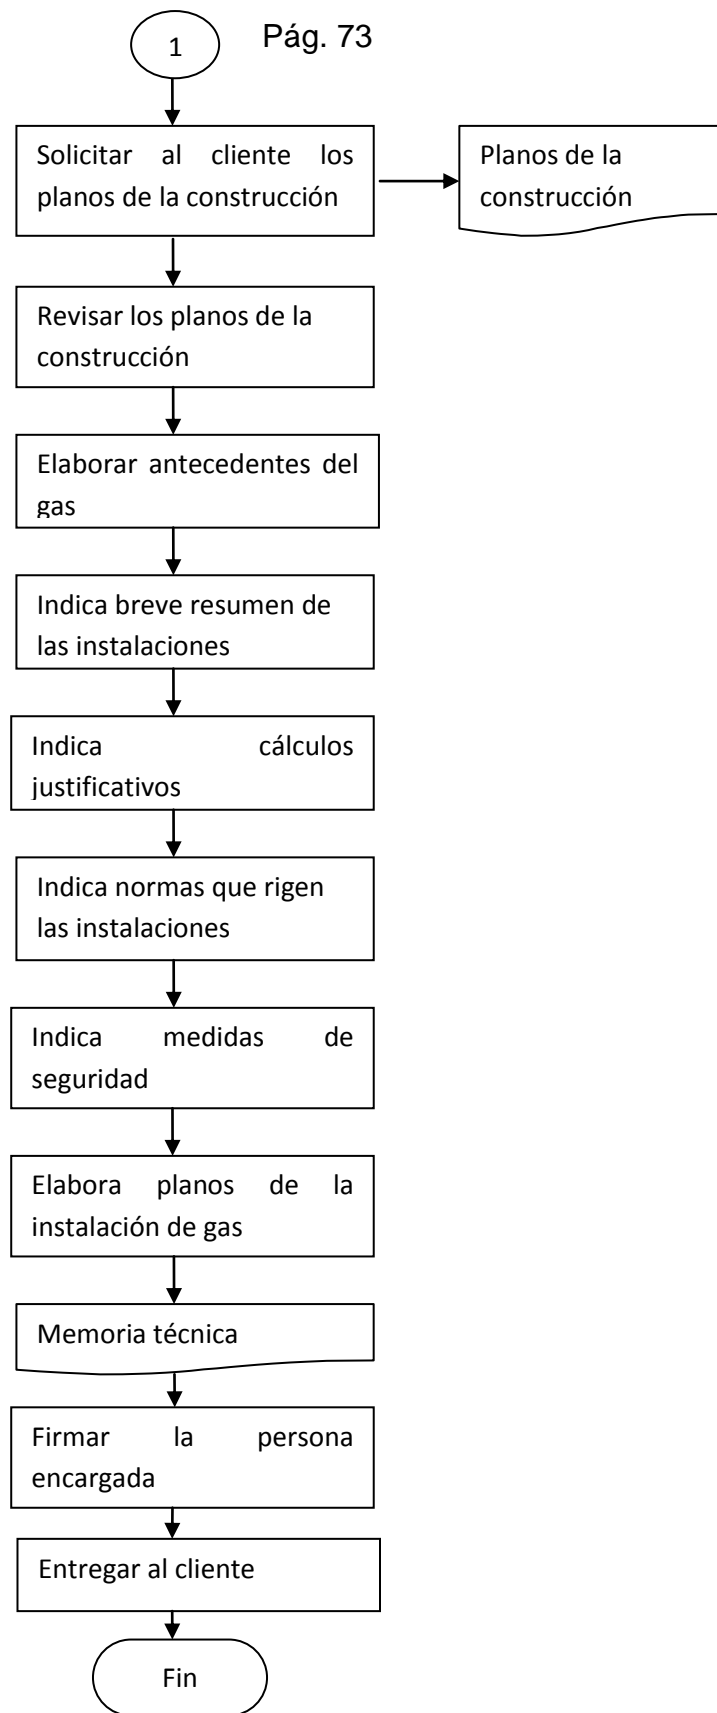 1
Pág. 73
Solicitar al cliente los
planos de la construcción
Planos de la
construcción
Revisar los planos de la
construcción
Elaborar antecedentes del
gas
Indica breve resumen de
las instalaciones
Indica cálculos
justificativos
Indica normas que rigen
las instalaciones
Indica medidas de
seguridad
Elabora planos de la
instalación de gas
Memoria técnica
Firmar la persona
encargada
Entregar al cliente
Fin